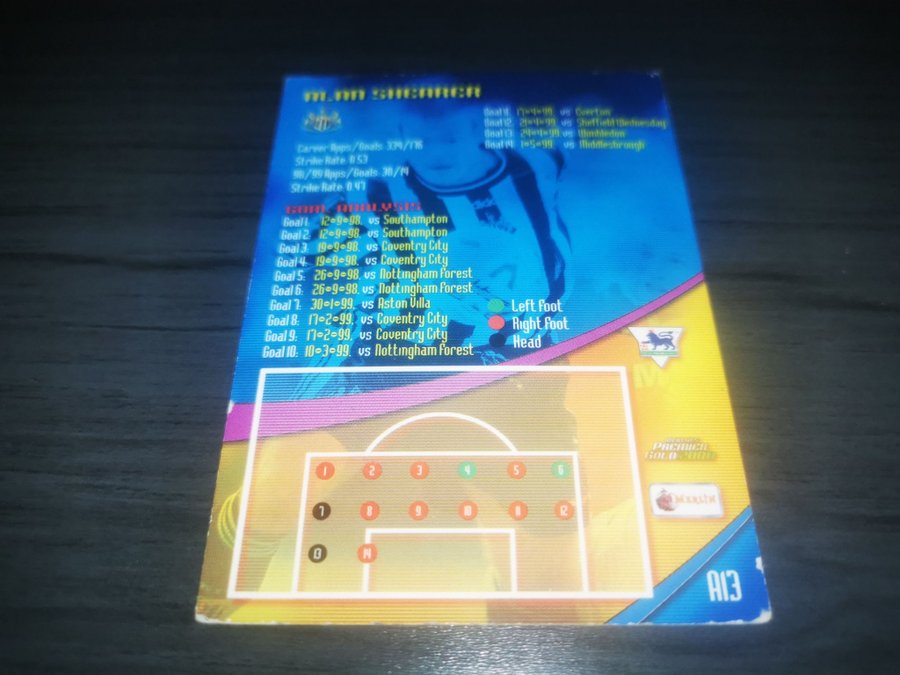 ALAN SHEARER
Career Apps/Goals: 334/176
Strike Rate: 0.53
98/99 Apps/Goals: 30/14
Strike Rate: 0.47
GOAL ANALYSIS
Goal 1: 12•9•98. vs Southampton
Goal 2: 12•9•98. vs Southampton
Goal 3: 19•9•98. vs Coventry City
Goal 4: 19•9•98. vs Coventry City
Goal 5: 26•9•98. vs Nottingham Forest
Goal 6: 26•9•98. vs Nottingham Forest
Goal 7: 30•1•99. vs Aston Villa
Goal 8: 17•2•99. vs Coventry City
Goal 9: 17•2•99. vs Coventry City
Goal 10: 10•3•99. vs Nottingham Forest
Goal 11: 17•4•99. vs Everton
Goal 12: 21•4•99. vs Sheffield Wednesday
Goal 13: 24•4•99. vs Wimbledon
Goal 14: 1•5•99. vs Middlesbrough
Left Foot
Right Foot
Head
1 2 3 4 5 6
7 8 9 10 11 12
13 14
PREMIER
GOLD 2000
MERLIN
A13